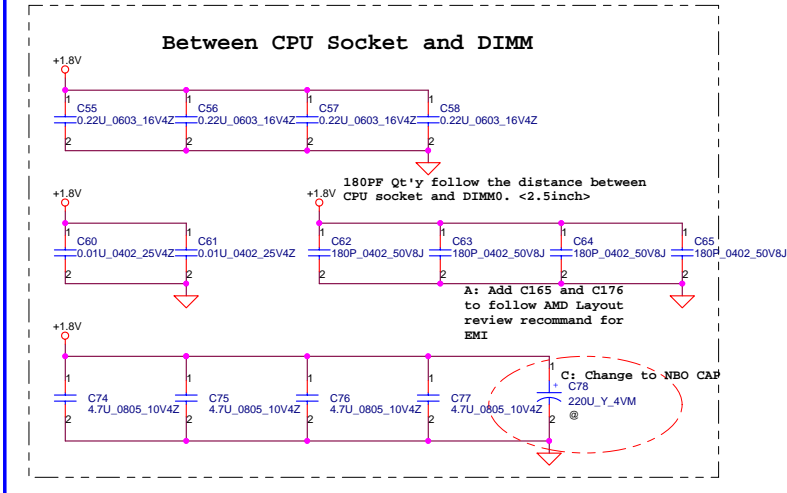 Between CPU Socket and DIMM
+1.8V
1 1 1 1
C55 C56 C57 C58
0.22U_0603_16V4Z 0.22U_0603_16V4Z 0.22U_0603_16V4Z 0.22U_0603_16V4Z
2 2 2 2
180PF Qt'y follow the distance between
CPU socket and DIMM0. <2.5inch>
+1.8V +1.8V
1 1 1 1 1 1
C60 C61 C62 C63 C64 C65
0.01U_0402_25V4Z 0.01U_0402_25V4Z 180P_0402_50V8J 180P_0402_50V8J 180P_0402_50V8J 180P_0402_50V8J
2 2 2 2 2 2
A: Add C165 and C176
to follow AMD Layout
review recommand for
EMI
+1.8V
C: Change to NBO CAP
1 1 1 1 1
C74 C75 C76 C77 + C78
4.7U_0805_10V4Z 4.7U_0805_10V4Z 4.7U_0805_10V4Z 4.7U_0805_10V4Z 220U_Y_4VM
2 2 2 2 2 @